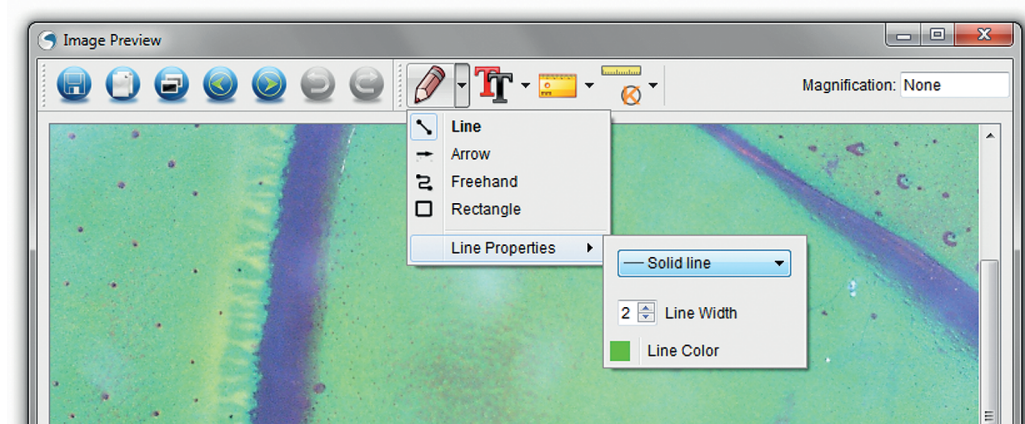 Image Preview
Magnification: None
Line
Arrow
Freehand
Rectangle
Line Properties
Solid line
2 Line Width
Line Color